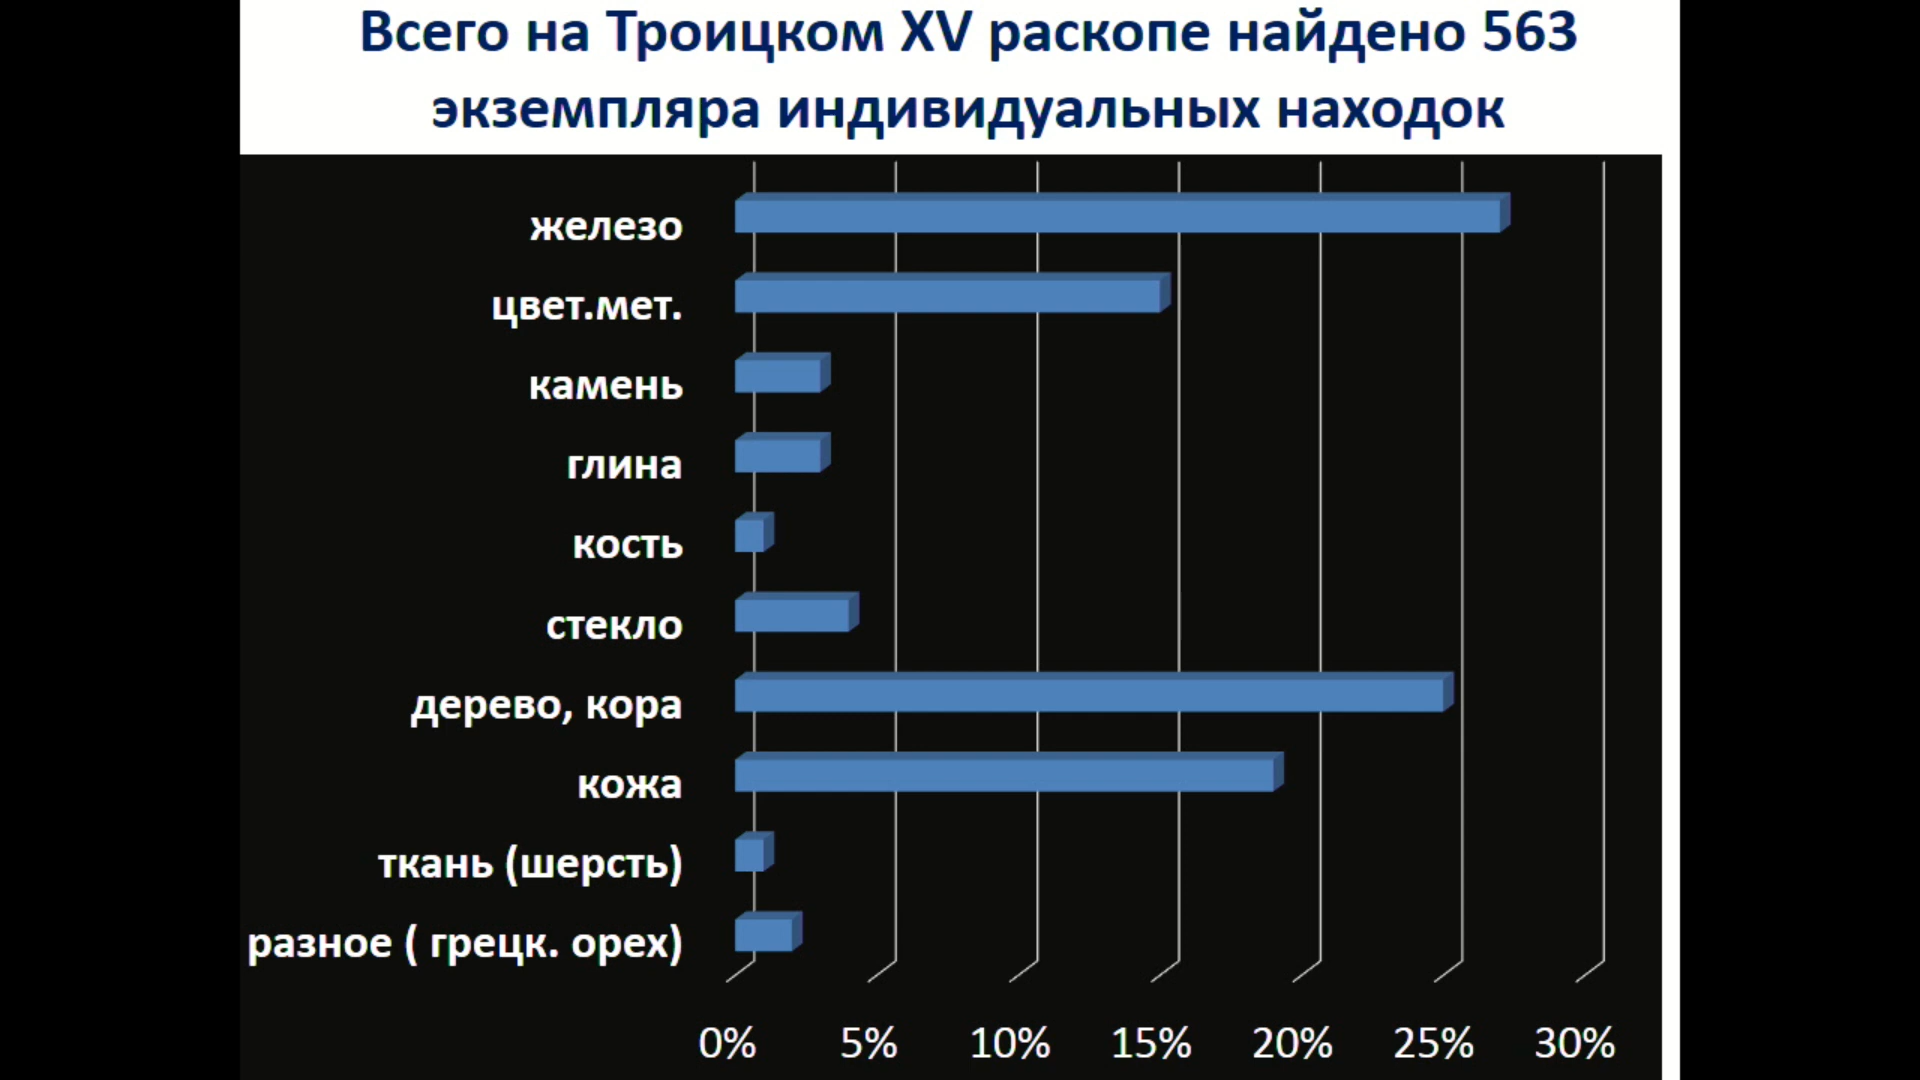 Всего на Троицком XV раскопе найдено 563
экземпляра индивидуальных находок
железо
цвет.мет.
камень
глина
кость
стекло
дерево, кора
кожа
ткань (шерсть)
разное ( грецк. орех)
0% 5% 10% 15% 20% 25% 30%